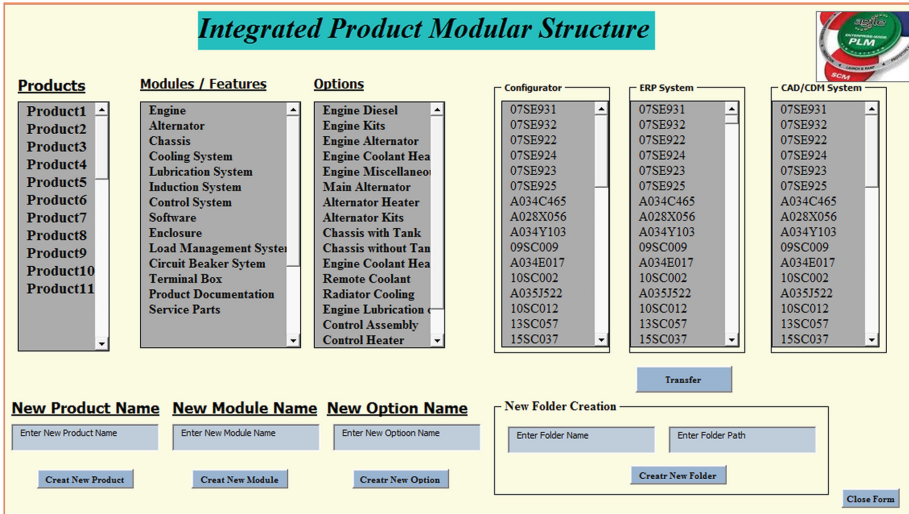 Integrated Product Modular Structure
agile
ENTERPRISE-WIDE
PLM
SCM
Products
Product1
Product2
Product3
Product4
Product5
Product6
Product7
Product8
Product9
Product10
Product11
Modules / Features
Engine
Alternator
Chassis
Cooling System
Lubrication System
Induction System
Control System
Software
Enclosure
Load Management Syster
Circuit Beaker Sytem
Terminal Box
Product Documentation
Service Parts
Options
Engine Diesel
Engine Kits
Engine Alternator
Engine Coolant Hea
Engine Miscellaneou
Main Alternator
Alternator Heater
Alternator Kits
Chassis with Tank
Chassis without Tan
Engine Coolant Hea
Remote Coolant
Radiator Cooling
Engine Lubrication o
Control Assembly
Control Heater
Configurator
07SE931
07SE932
07SE922
07SE924
07SE923
07SE925
A034C465
A028X056
A034Y103
09SC009
A034E017
10SC002
A035J522
10SC012
13SC057
15SC037
ERP System
07SE931
07SE932
07SE922
07SE924
07SE923
07SE925
A034C465
A028X056
A034Y103
09SC009
A034E017
10SC002
A035J522
10SC012
13SC057
15SC037
CAD/CDM System
07SE931
07SE932
07SE922
07SE924
07SE923
07SE925
A034C465
A028X056
A034Y103
09SC009
A034E017
10SC002
A035J522
10SC012
13SC057
15SC037
Transfer
New Product Name
Enter New Product Name
Creat New Product
New Module Name
Enter New Module Name
Creat New Module
New Option Name
Enter New Optioon Name
Creatr New Option
New Folder Creation
Enter Folder Name
Enter Folder Path
Creatr New Folder
Close Form